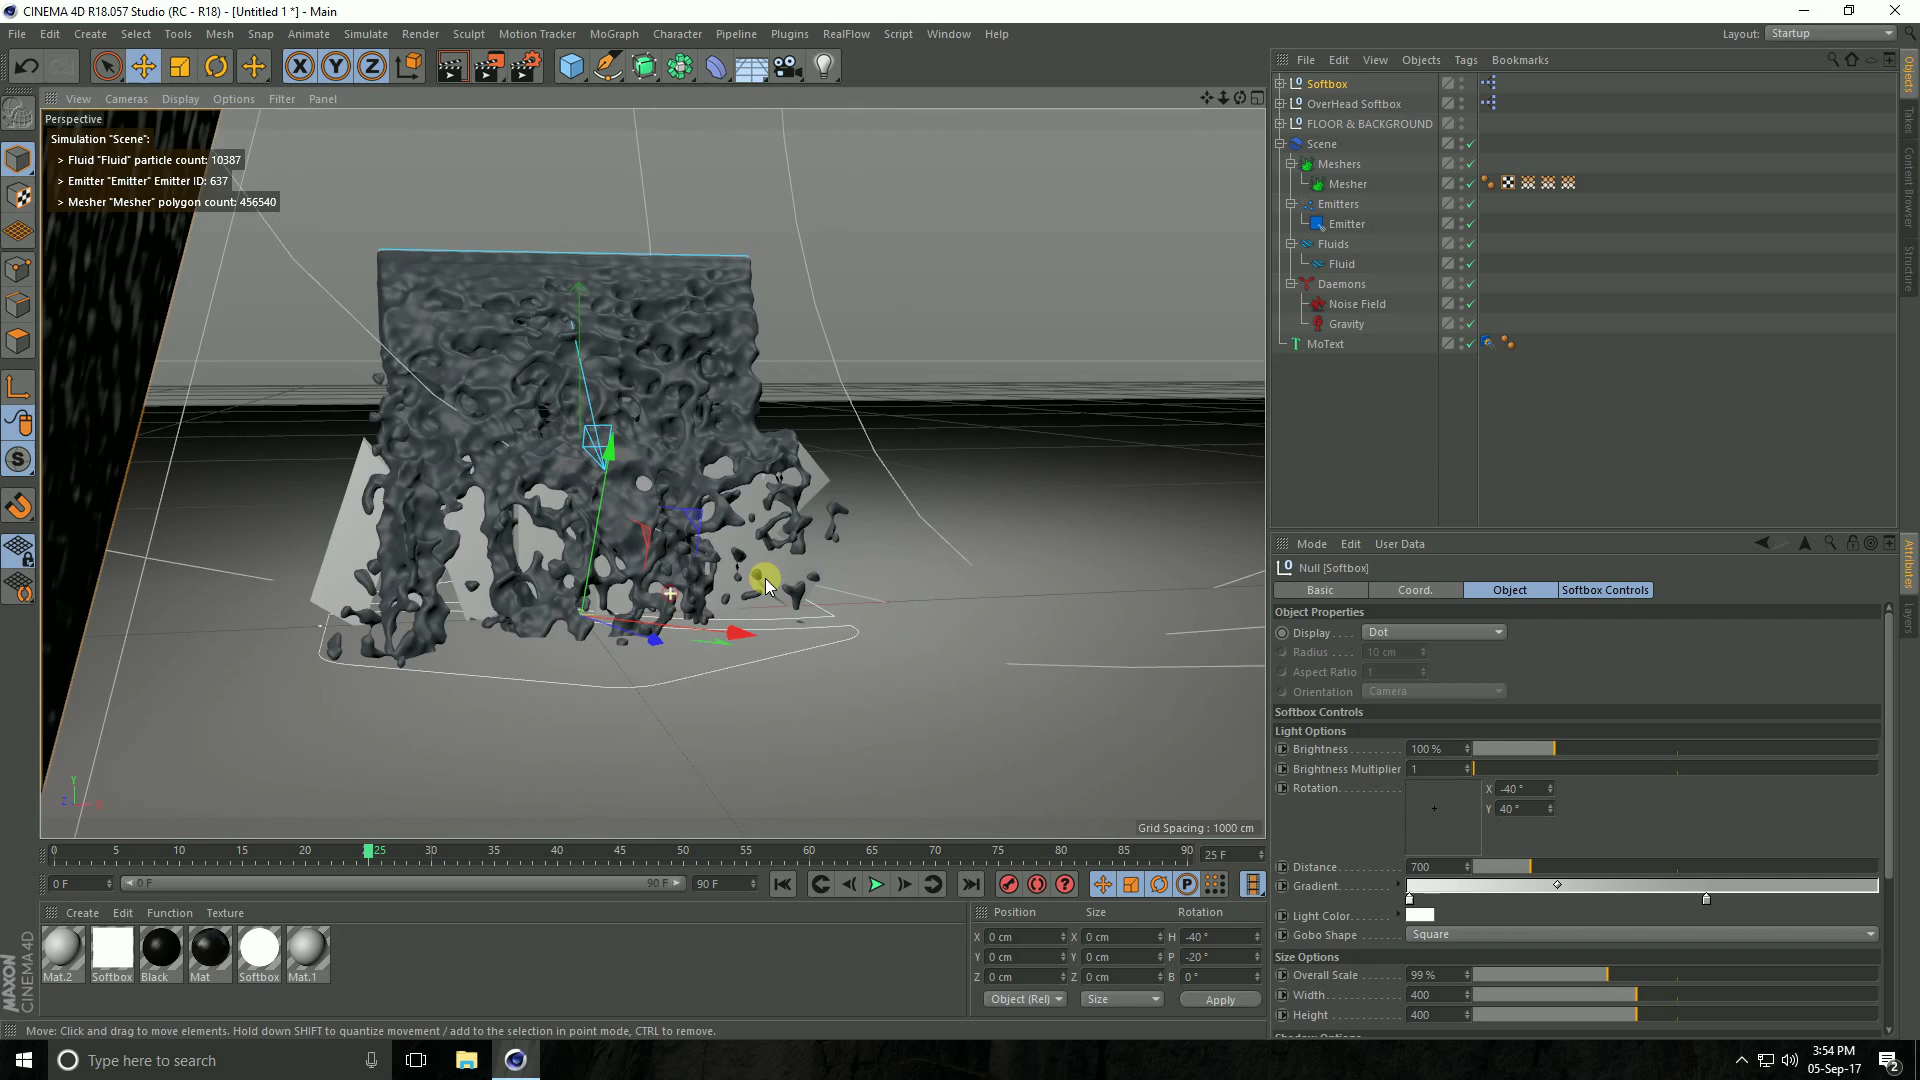 CINEMA 4D R18.057 Studio (RC - R18) - [Untitled 1 *] - Main
File Edit Create Select Tools Mesh Snap Animate Simulate Render Sculpt Motion Tracker MoGraph Character Pipeline Plugins RealFlow Script Window Help
Layout: Startup
File Edit View Objects Tags Bookmarks
View Cameras Display Options Filter Panel
Perspective
Simulation "Scene":
> Fluid "Fluid" particle count: 10387
> Emitter "Emitter" Emitter ID: 637
> Mesher "Mesher" polygon count: 456540
Softbox
OverHead Softbox
FLOOR & BACKGROUND
Scene
Meshers
Mesher
Emitters
Emitter
Fluids
Fluid
Daemons
Noise Field
Gravity
MoText
Objects
Takes
Content Browser
Structure
Attributes
Layers
Mode Edit User Data
Null [Softbox]
Basic Coord. Object Softbox Controls
Object Properties
Display Dot
Radius 10 cm
Aspect Ratio 1
Orientation Camera
Softbox Controls
Light Options
Brightness 100 %
Brightness Multiplier 1
Rotation X -40 °
Y 40 °
Distance 700
Gradient
Light Color
Gobo Shape Square
Size Options
Overall Scale 99 %
Width 400
Height 400
Y
Z X
Grid Spacing : 1000 cm
0 5 10 15 20 25 30 35 40 45 50 55 60 65 70 75 80 85 90 25 F
0 F 0 F 90 F 90 F
Create Edit Function Texture
Mat.2 Softbox Black Mat Softbox Mat.1
Position Size Rotation
X 0 cm X 0 cm H -40 °
Y 0 cm Y 0 cm P -20 °
Z 0 cm Z 0 cm B 0 °
Object (Rel) Size Apply
MAXON CINEMA 4D
Move: Click and drag to move elements. Hold down SHIFT to quantize movement / add to the selection in point mode, CTRL to remove.
Type here to search
3:54 PM
05-Sep-17
2